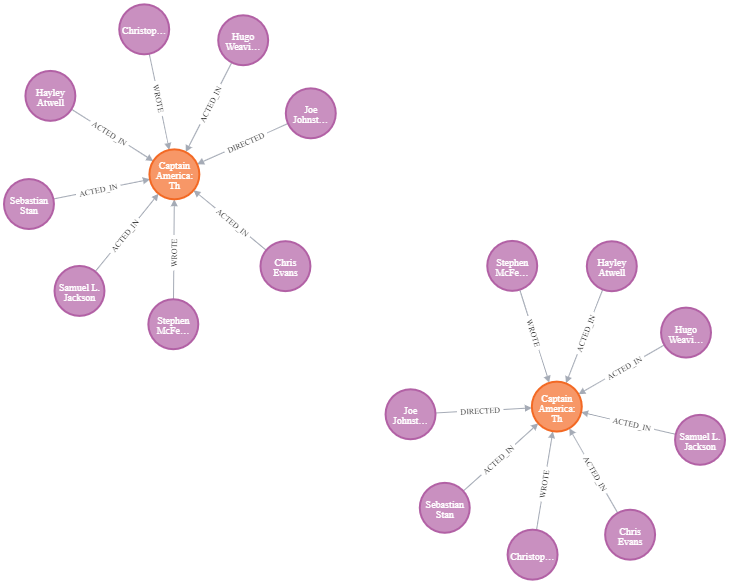 Christop…
Hugo
Weavi…
Hayley
Atwell
Joe
Johnst…
WROTE
ACTED_IN
ACTED_IN
DIRECTED
Captain
America:
Th
Sebastian
Stan
ACTED_IN
ACTED_IN
WROTE
ACTED_IN
Samuel L.
Jackson
Chris
Evans
Stephen
McFe…
Stephen
McFe…
Hayley
Atwell
WROTE
ACTED_IN
Hugo
Weavi…
ACTED_IN
Joe
Johnst…
DIRECTED
Captain
America:
Th
ACTED_IN
Samuel L.
Jackson
ACTED_IN
WROTE
ACTED_IN
Sebastian
Stan
Christop…
Chris
Evans